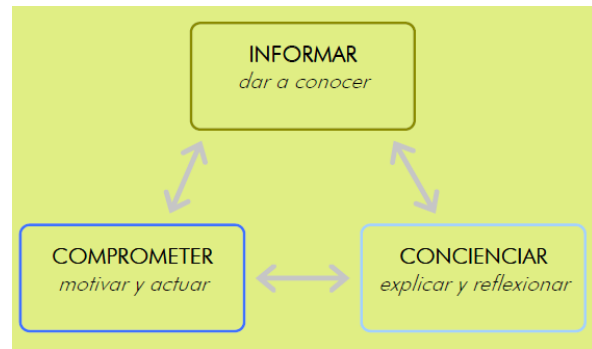 INFORMAR
dar a conocer
COMPROMETER
motivar y actuar
CONCIENCIAR
explicar y reflexionar